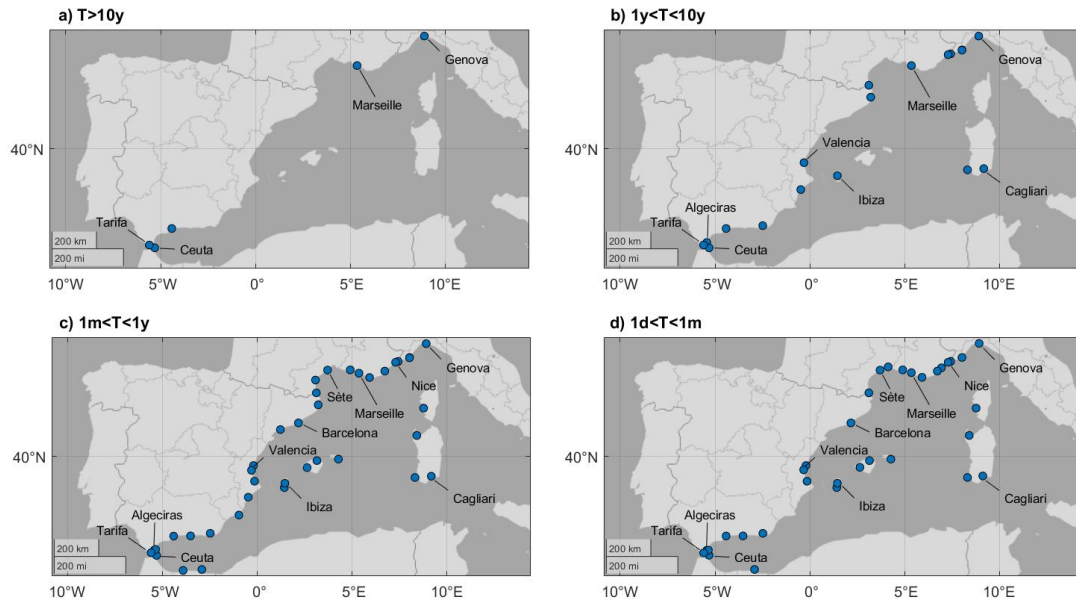 a) T>10y
Genova
Marseille
40°N
Tarifa
Ceuta
200 km
200 mi
10°W 5°W 0° 5°E 10°E
b) 1y<T<10y
Genova
Marseille
40°N
Valencia
Ibiza
Cagliari
Algeciras
Tarifa
Ceuta
200 km
200 mi
10°W 5°W 0° 5°E 10°E
c) 1m<T<1y
Genova
Nice
Sète
Marseille
Barcelona
40°N
Valencia
Ibiza
Cagliari
Algeciras
Tarifa
Ceuta
200 km
200 mi
10°W 5°W 0° 5°E 10°E
d) 1d<T<1m
Genova
Nice
Sète
Marseille
Barcelona
40°N
Valencia
Ibiza
Cagliari
Algeciras
Tarifa
Ceuta
200 km
200 mi
10°W 5°W 0° 5°E 10°E